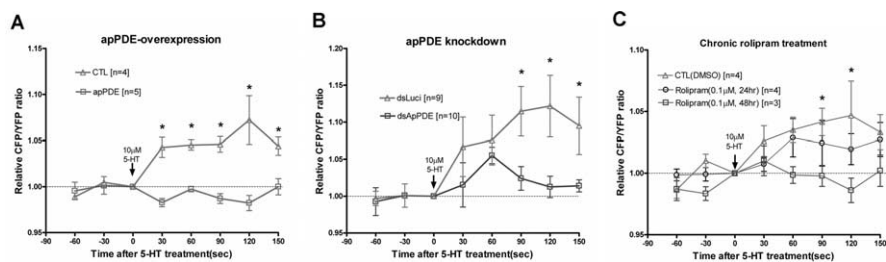 A
apPDE-overexpression
Relative CFP/YFP ratio
1.15
1.10
1.05
1.00
0.95
CTL [n=4]
apPDE [n=5]
10μM
5-HT
* * * * *
-90 -60 -30 0 30 60 90 120 150
Time after 5-HT treatment(sec)
B
apPDE knockdown
Relative CFP/YFP ratio
1.20
1.15
1.10
1.05
1.00
0.95
dsLuci [n=9]
dsApPDE [n=10]
10μM
5-HT
* * *
-90 -60 -30 0 30 60 90 120 150
Time after 5-HT treatment(sec)
C
Chronic rolipram treatment
Relative CFP/YFP ratio
1.10
1.05
1.00
0.95
CTL(DMSO) [n=4]
Rolipram(0.1μM, 24hr) [n=4]
Rolipram(0.1μM, 48hr) [n=3]
10μM
5-HT
* *
-90 -60 -30 0 30 60 90 120 150
Time after 5-HT treatment(sec)